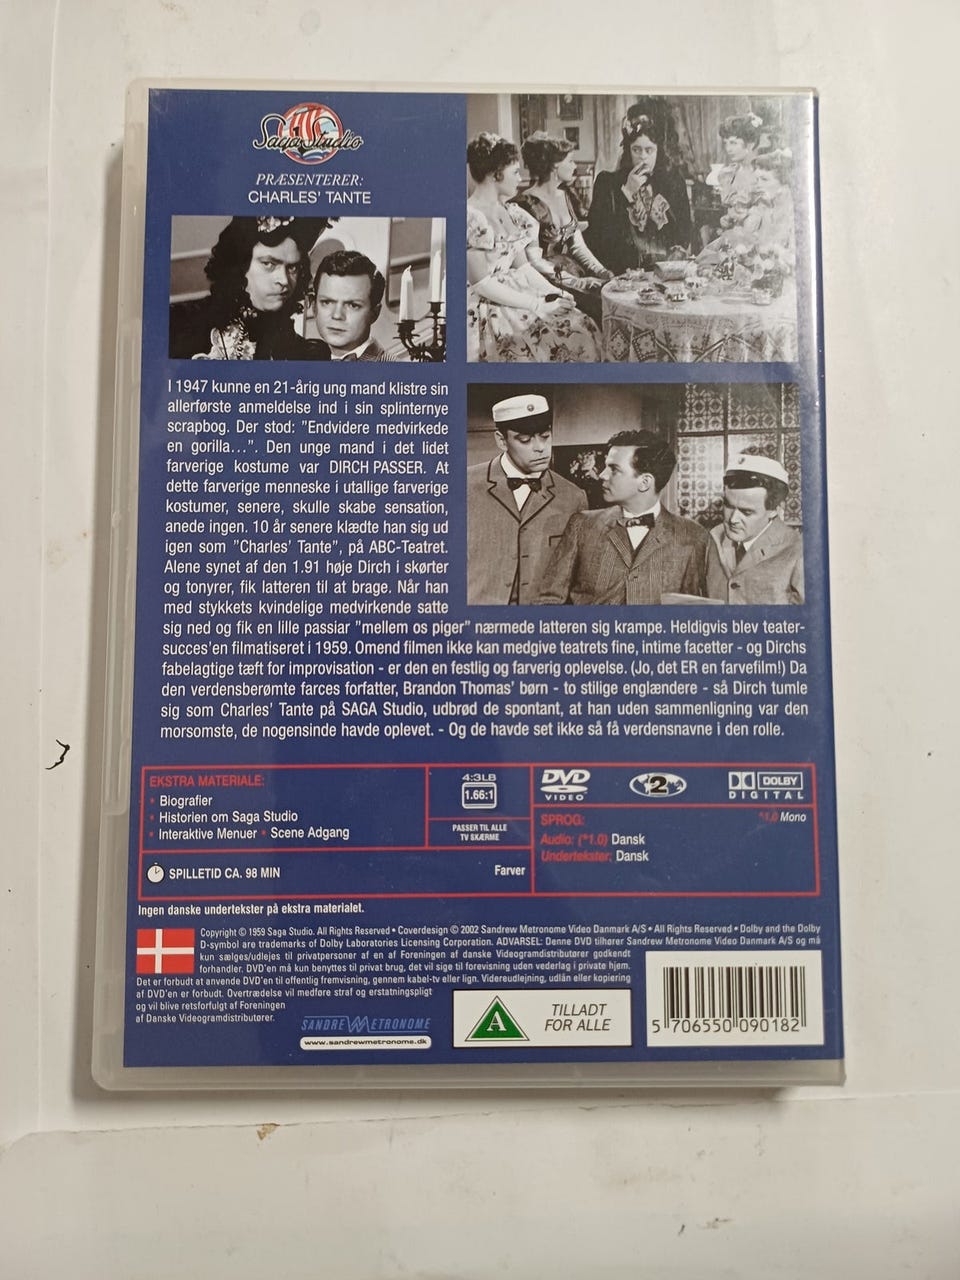 Saga Studio
PRÆSENTERER:
CHARLES' TANTE
I 1947 kunne en 21-årig ung mand klistre sin
allerførste anmeldelse ind i sin splinternye
scrapbog. Der stod: "Endvidere medvirkede
en gorilla...". Den unge mand i det lidet
farverige kostume var DIRCH PASSER. At
dette farverige menneske i utallige farverige
kostumer, senere, skulle skabe sensation,
anede ingen. 10 år senere klædte han sig ud
igen som "Charles' Tante", på ABC-Teatret.
Alene synet af den 1.91 høje Dirch i skørter
og tonyrer, fik latteren til at brage. Når han
med stykkets kvindelige medvirkende satte
sig ned og fik en lille passiar "mellem os piger" nærmede latteren sig krampe. Heldigvis blev teater-
succes'en filmatiseret i 1959. Omend filmen ikke kan medgive teatrets fine, intime facetter - og Dirchs
fabelagtige tæft for improvisation - er den en festlig og farverig oplevelse. (Jo, det ER en farvefilm!) Da
den verdensberømte farces forfatter, Brandon Thomas' børn - to stilige englændere - så Dirch tumle
sig som Charles' Tante på SAGA Studio, udbrød de spontant, at han uden sammenligning var den
morsomste, de nogensinde havde oplevet. - Og de havde set ikke så få verdensnavne i den rolle.
EKSTRA MATERIALE:
• Biografier
• Historien om Saga Studio
• Interaktive Menuer • Scene Adgang
4:3LB
1.66:1
PASSER TIL ALLE
TV SKÆRME
DVD
VIDEO
2
DOLBY
DIGITAL
SPROG:
*1.0 Mono
Audio: (*1.0) Dansk
Undertekster: Dansk
SPILLETID CA. 98 MIN
Farver
Ingen danske undertekster på ekstra materialet.
Copyright © 1959 Saga Studio. All Rights Reserved • Coverdesign © 2002 Sandrew Metronome Video Danmark A/S • All Rights Reserved • Dolby and the Dolby
D-symbol are trademarks of Dolby Laboratories Licensing Corporation. ADVARSEL: Denne DVD tilhører Sandrew Metronome Video Danmark A/S og må
kun sælges/udlejes til privatpersoner af en af Foreningen af danske Videogramdistributører godkendt
forhandler. DVD'en må kun benyttes til privat brug, det vil sige til forevisning uden vederlag i private hjem.
Det er forbudt at anvende DVD'en til offentlig fremvisning, gennem kabel-tv eller lign. Videreudlejning, udlån eller kopiering
af DVD'en er forbudt. Overtrædelse vil medføre straf og erstatningspligt
og vil blive retsforfulgt af Foreningen
af Danske Videogramdistributører.
SANDREW METRONOME
www.sandrewmetronome.dk
A
TILLADT
FOR ALLE
5 706550 090182